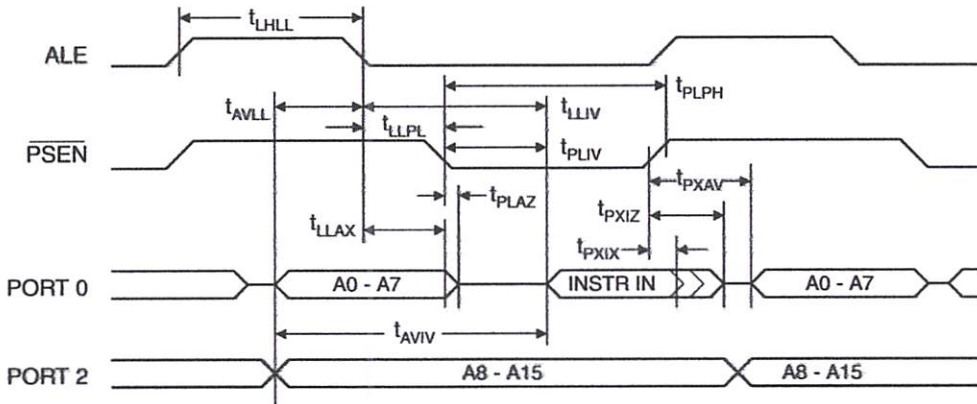 tLHLL
ALE
tPLPH
tAVLL
tLLIV
tLLPL
PSEN
tPLIV
tPXAV
tPLAZ
tPXIZ
tLLAX
tPXIX
PORT 0
A0 - A7
INSTR IN
A0 - A7
tAVIV
PORT 2
A8 - A15
A8 - A15